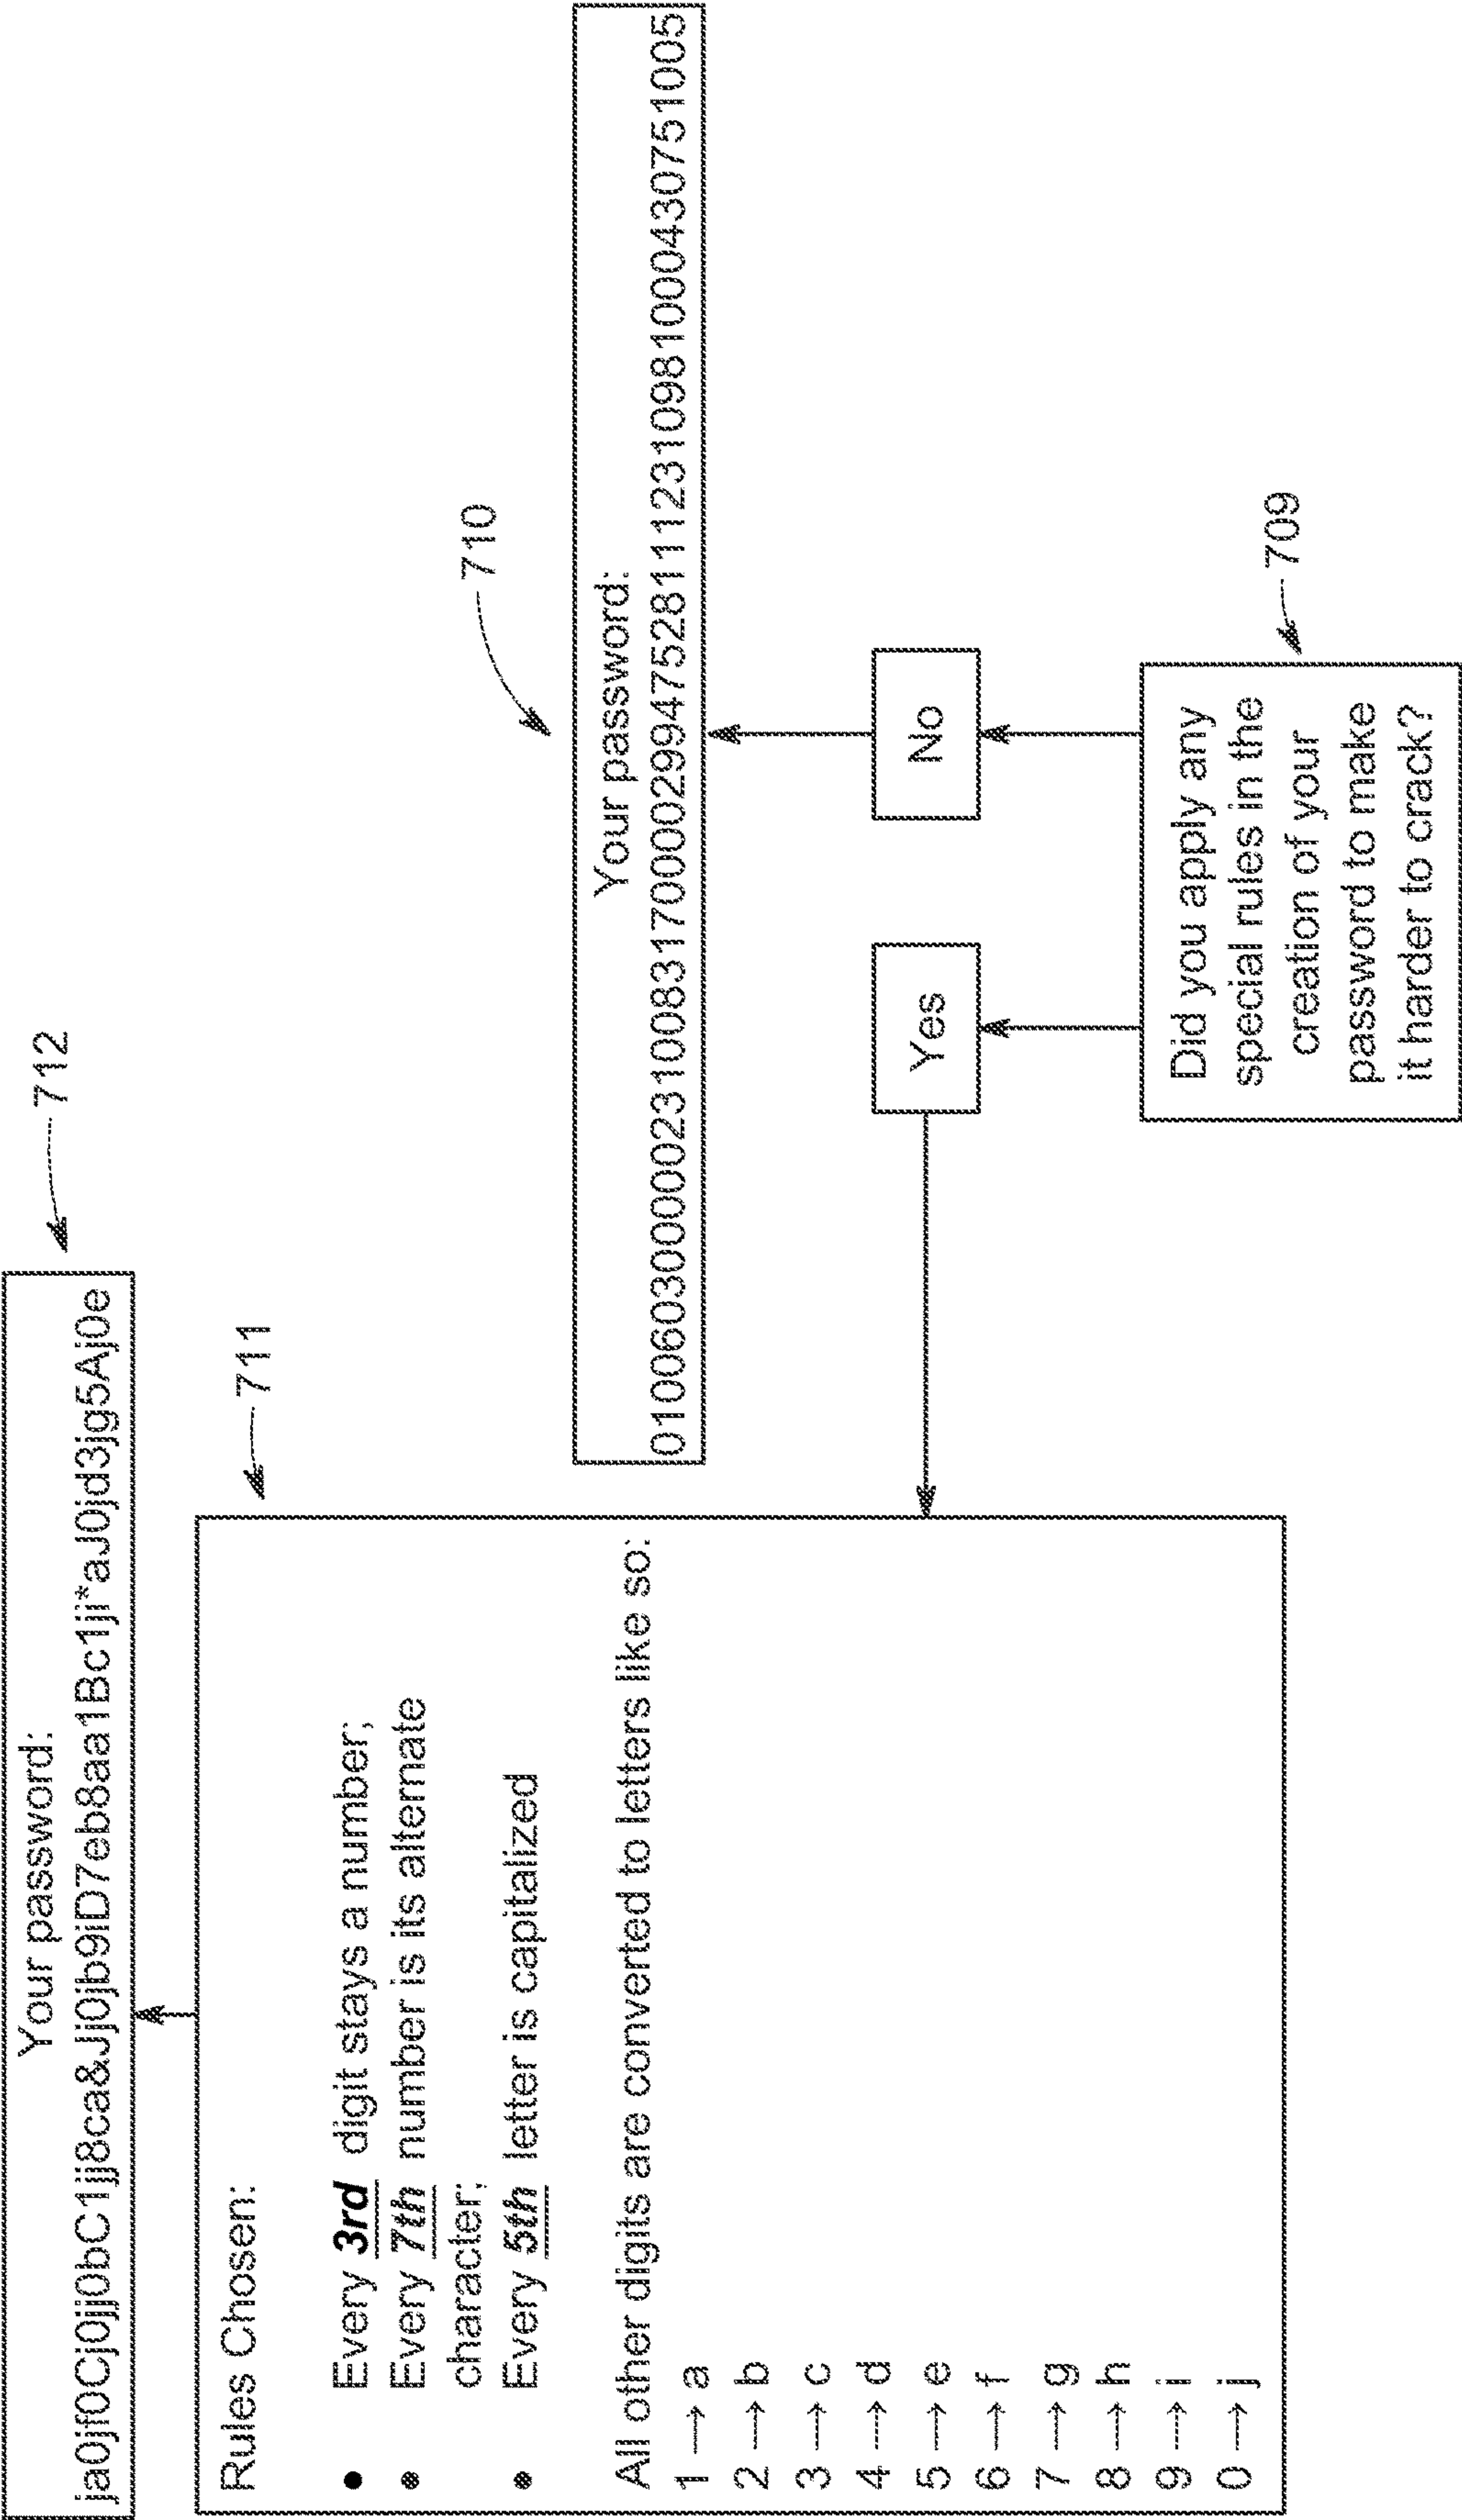 712
Your password:
ja0jf0Cj0jj0bC1jj8ca&Jj0jb9iD7eb8aa1Bc1ji*aJ0jd3jg5Aj0e
711
Rules Chosen:
• Every 3rd digit stays a number;
• Every 7th number is its alternate
character;
• Every 5th letter is capitalized
All other digits are converted to letters like so:
1 → a
2 → b
3 → c
4 → d
5 → e
6 → f
7 → g
8 → h
9 → i
0 → j
710
Your password:
0100603000002310083170000299475281112310981000430751005
Yes
No
709
Did you apply any
special rules in the
creation of your
password to make
it harder to crack?